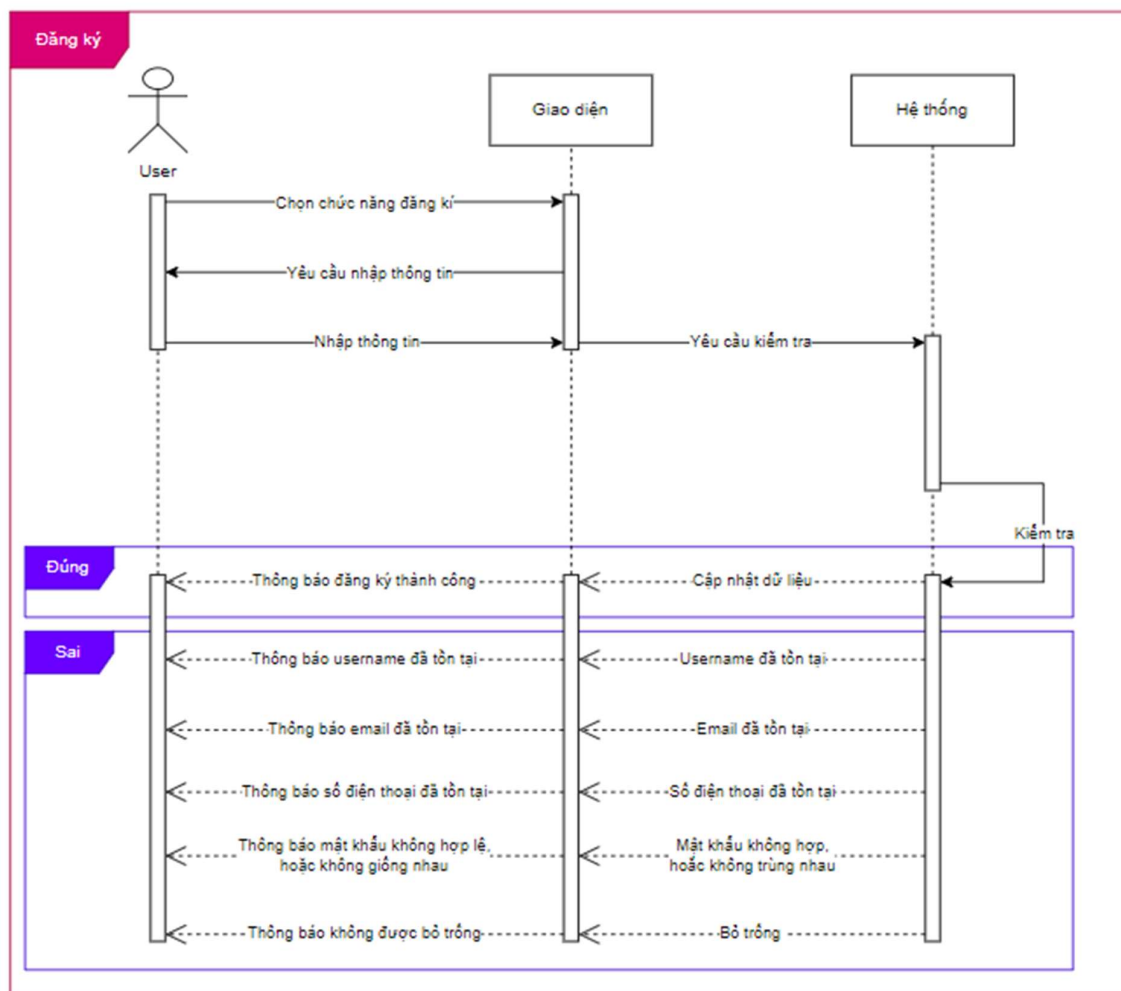 Đăng ký
Giao diện
Hệ thống
User
Chọn chức năng đăng kí
Yêu cầu nhập thông tin
Nhập thông tin
Yêu cầu kiểm tra
Kiểm tra
Đúng
Thông báo đăng ký thành công
Cập nhật dữ liệu
Sai
Thông báo username đã tồn tại
Username đã tồn tại
Thông báo email đã tồn tại
Email đã tồn tại
Thông báo số điện thoại đã tồn tại
Số điện thoại đã tồn tại
Thông báo mật khẩu không hợp lệ,
hoặc không giống nhau
Mật khẩu không hợp,
hoặc không trùng nhau
Thông báo không được bỏ trống
Bỏ trống